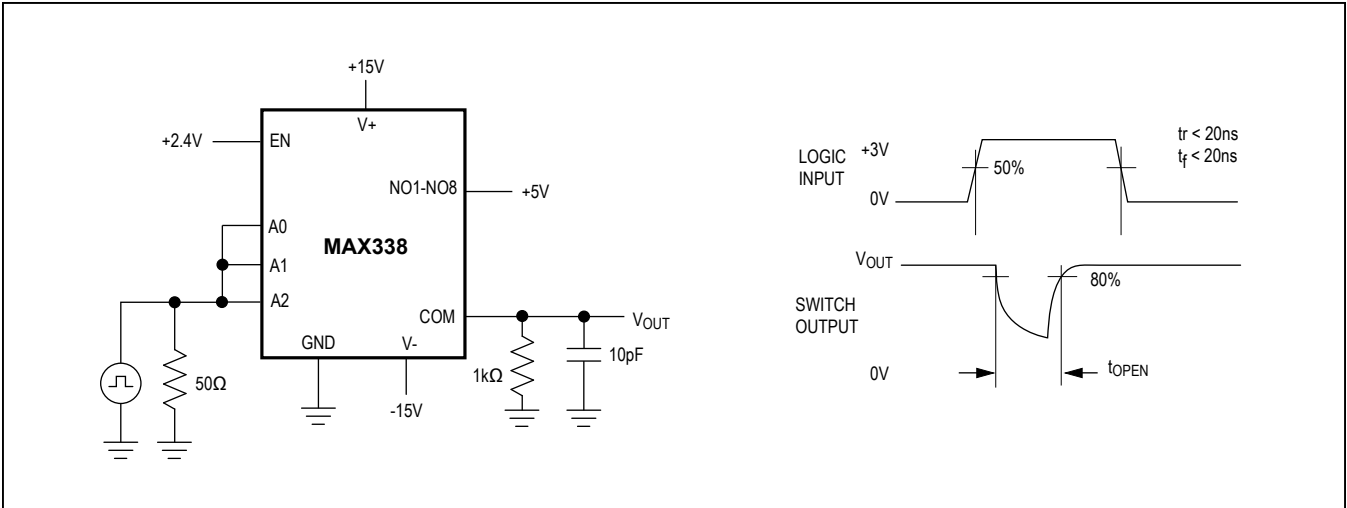 +15V
V+
+2.4V
EN
NO1-NO8
+5V
A0
MAX338
A1
A2
COM
VOUT
GND
V-
50Ω
1kΩ
10pF
-15V
LOGIC
INPUT
+3V
50%
0V
tr < 20ns
tf < 20ns
VOUT
80%
SWITCH
OUTPUT
0V
tOPEN